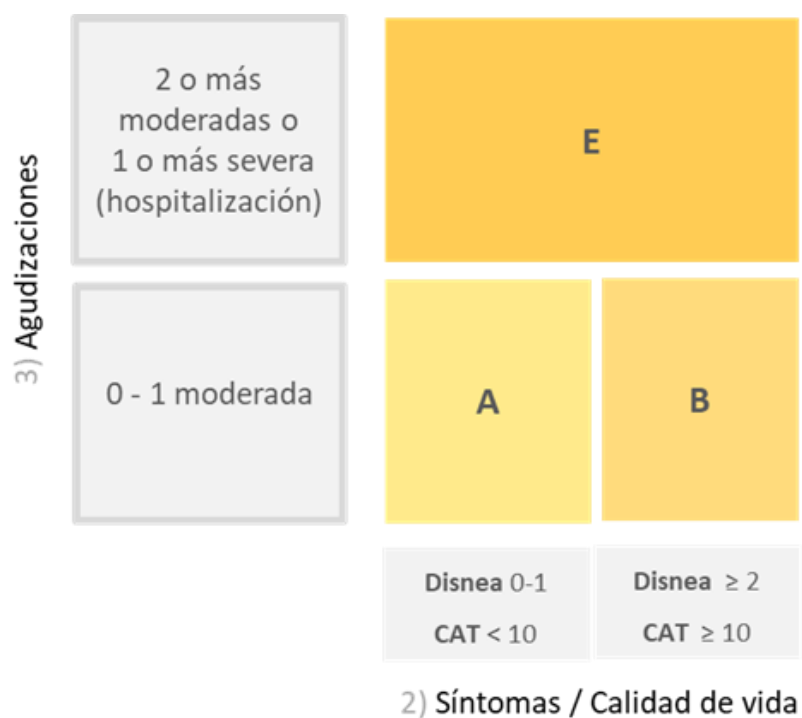 3) Agudizaciones
2 o más
moderadas o
1 o más severa
(hospitalización)
E
0 - 1 moderada
A
B
Disnea 0-1
CAT < 10
Disnea ≥ 2
CAT ≥ 10
2) Síntomas / Calidad de vida